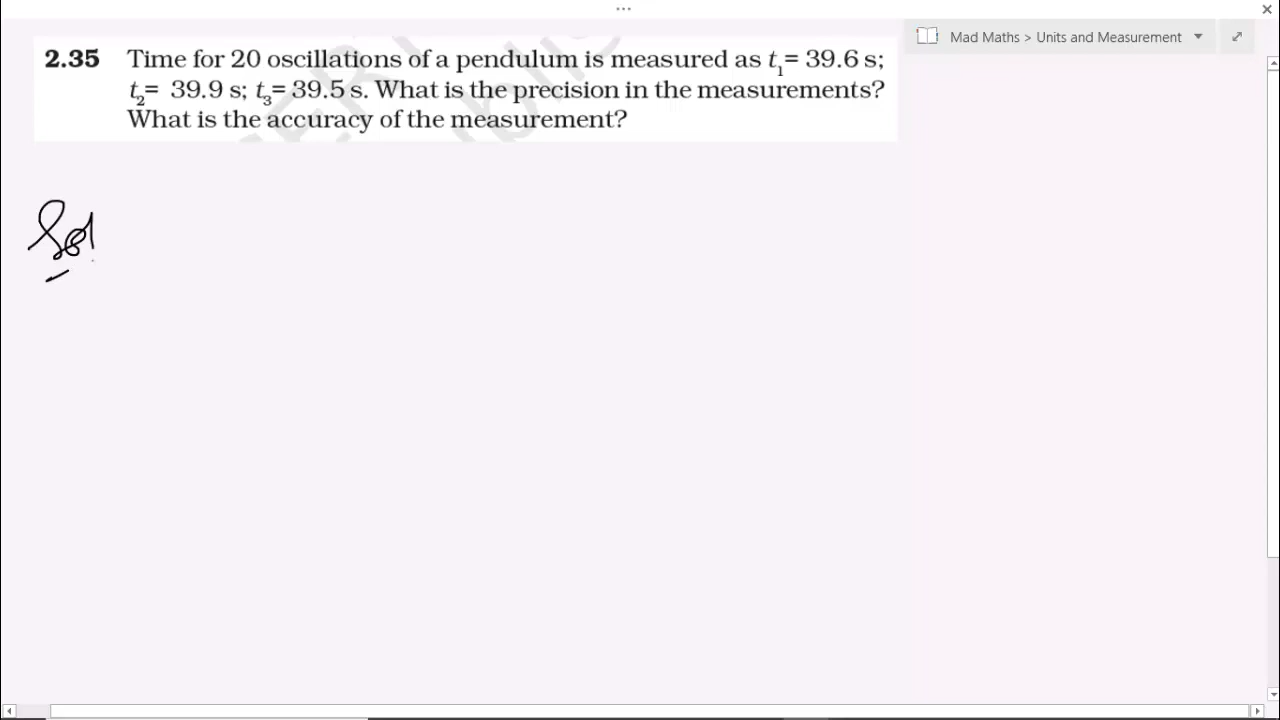 Mad Maths > Units and Measurement
2.35 Time for 20 oscillations of a pendulum is measured as t₁= 39.6 s;
t₂= 39.9 s; t₃= 39.5 s. What is the precision in the measurements?
What is the accuracy of the measurement?
Sol